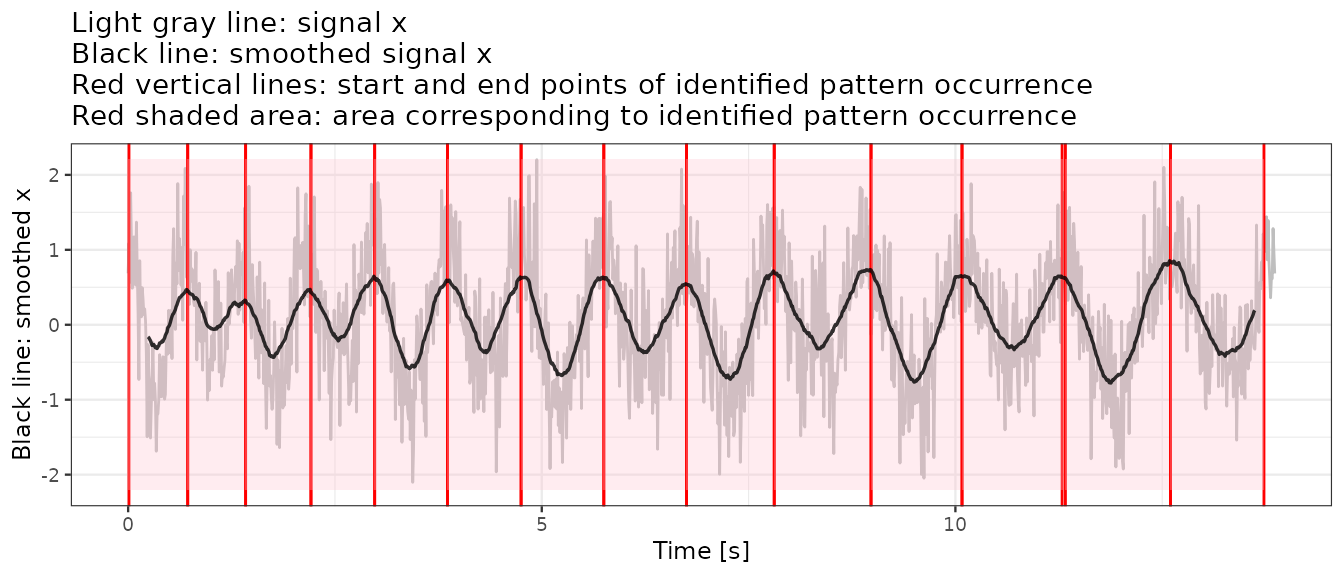 Light gray line: signal x
Black line: smoothed signal x
Red vertical lines: start and end points of identified pattern occurrence
Red shaded area: area corresponding to identified pattern occurrence
Black line: smoothed x
2
1
0
-1
-2
0
5
10
Time [s]